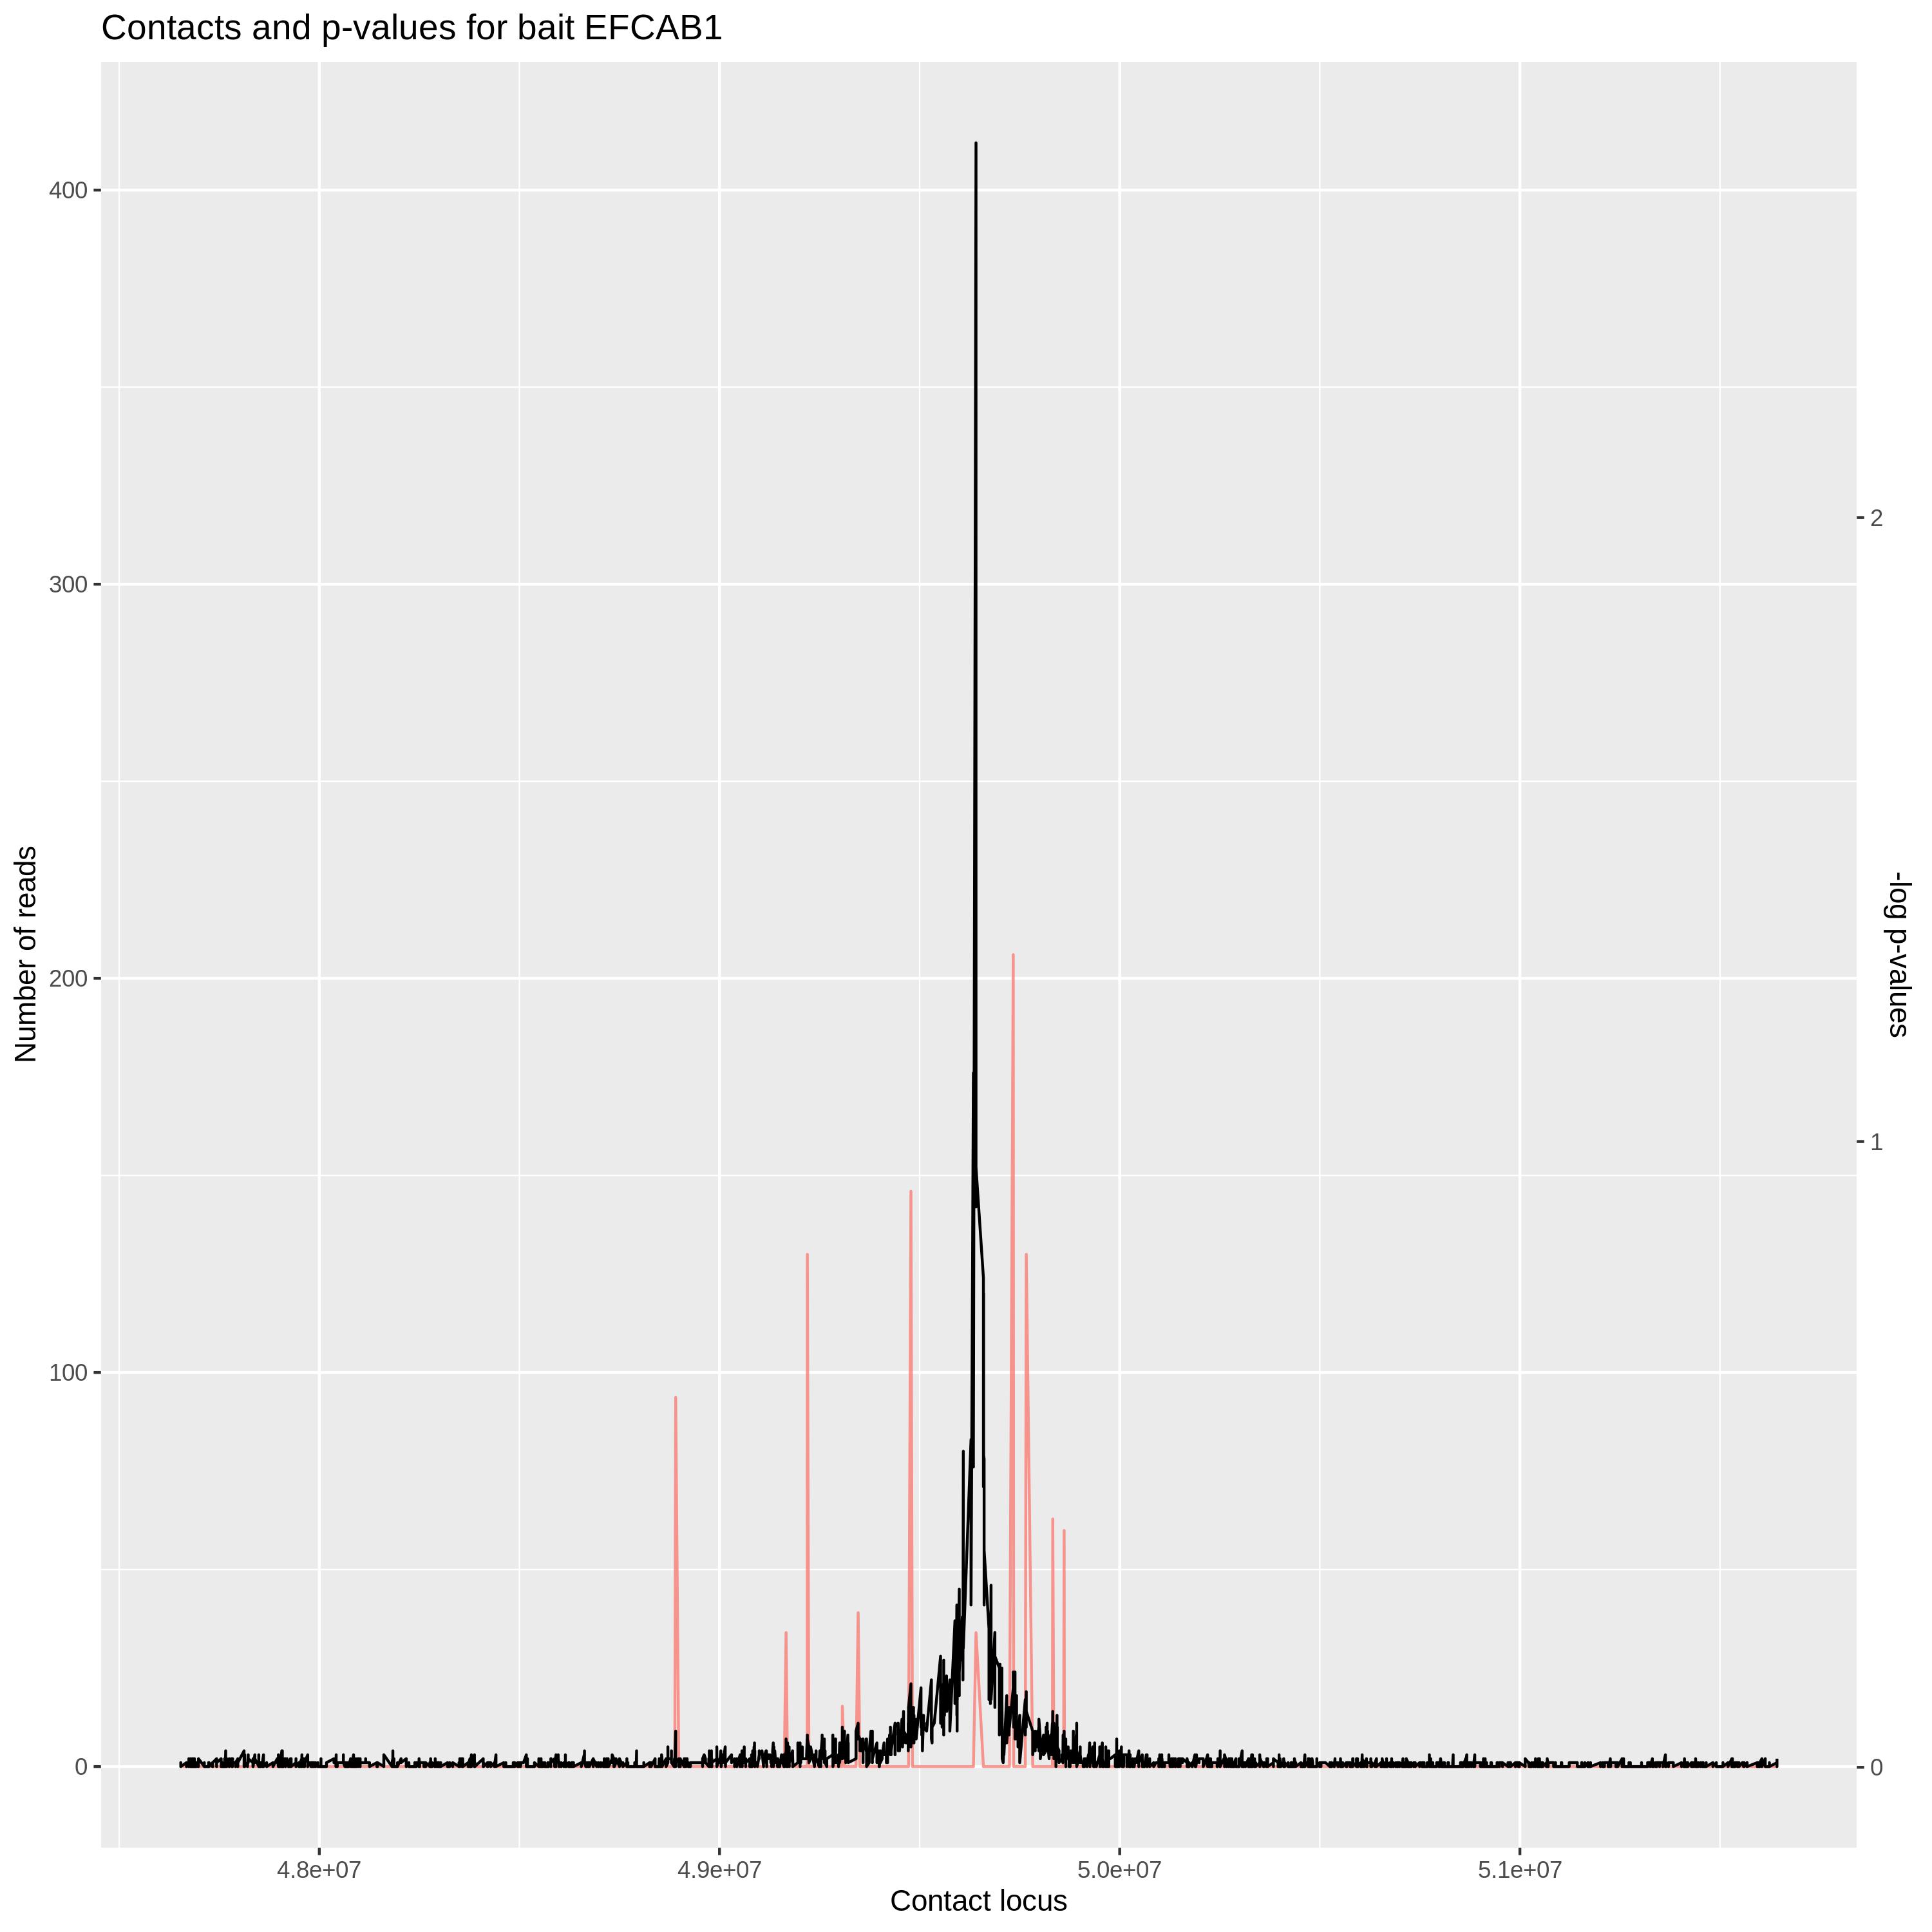 Contacts and p-values for bait EFCAB1
400
300
200
100
0
Number of reads
2
1
0
-log p-values
4.8e+07
4.9e+07
5.0e+07
5.1e+07
Contact locus